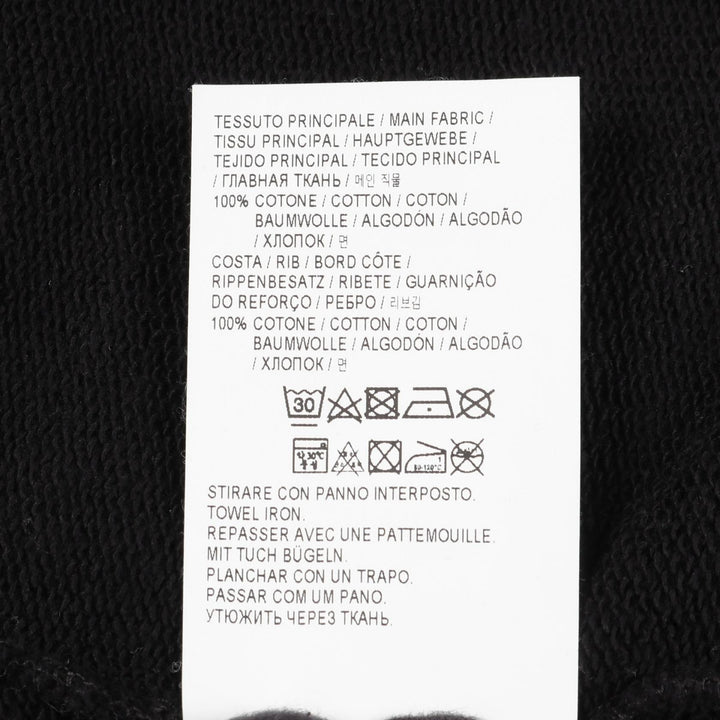 TESSUTO PRINCIPALE / MAIN FABRIC /
TISSU PRINCIPAL / HAUPTGEWEBE /
TEJIDO PRINCIPAL / TECIDO PRINCIPAL
/ ГЛАВНАЯ ТКАНЬ / 메인 직물
100% COTONE / COTTON / COTON /
BAUMWOLLE / ALGODÓN / ALGODÃO
/ ХЛОПОК / 면
COSTA / RIB / BORD CÔTE /
RIPPENBESATZ / RIBETE / GUARNIÇÃO
DO REFORÇO / РЕБРО / 리브김
100% COTONE / COTTON / COTON /
BAUMWOLLE / ALGODÓN / ALGODÃO
/ ХЛОПОК / 면
30
STIRARE CON PANNO INTERPOSTO.
TOWEL IRON.
REPASSER AVEC UNE PATTEMOUILLE.
MIT TUCH BÜGELN.
PLANCHAR CON UN TRAPO.
PASSAR COM UM PANO.
УТЮЖИТЬ ЧЕРЕЗ ТКАНЬ.